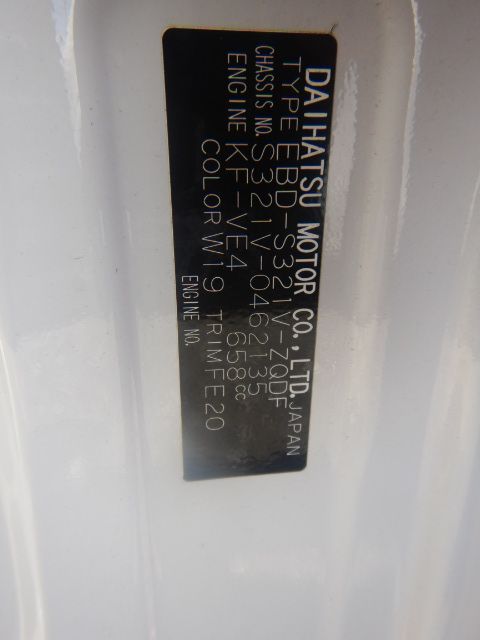 DAIHATSU MOTOR CO.,LTD. JAPAN
TYPE EBD-S321V-ZQDF
CHASSIS NO. S321V-0462135
ENGINE KF-VE4 658cc
COLOR W19 TRIM FE20
ENGINE NO.